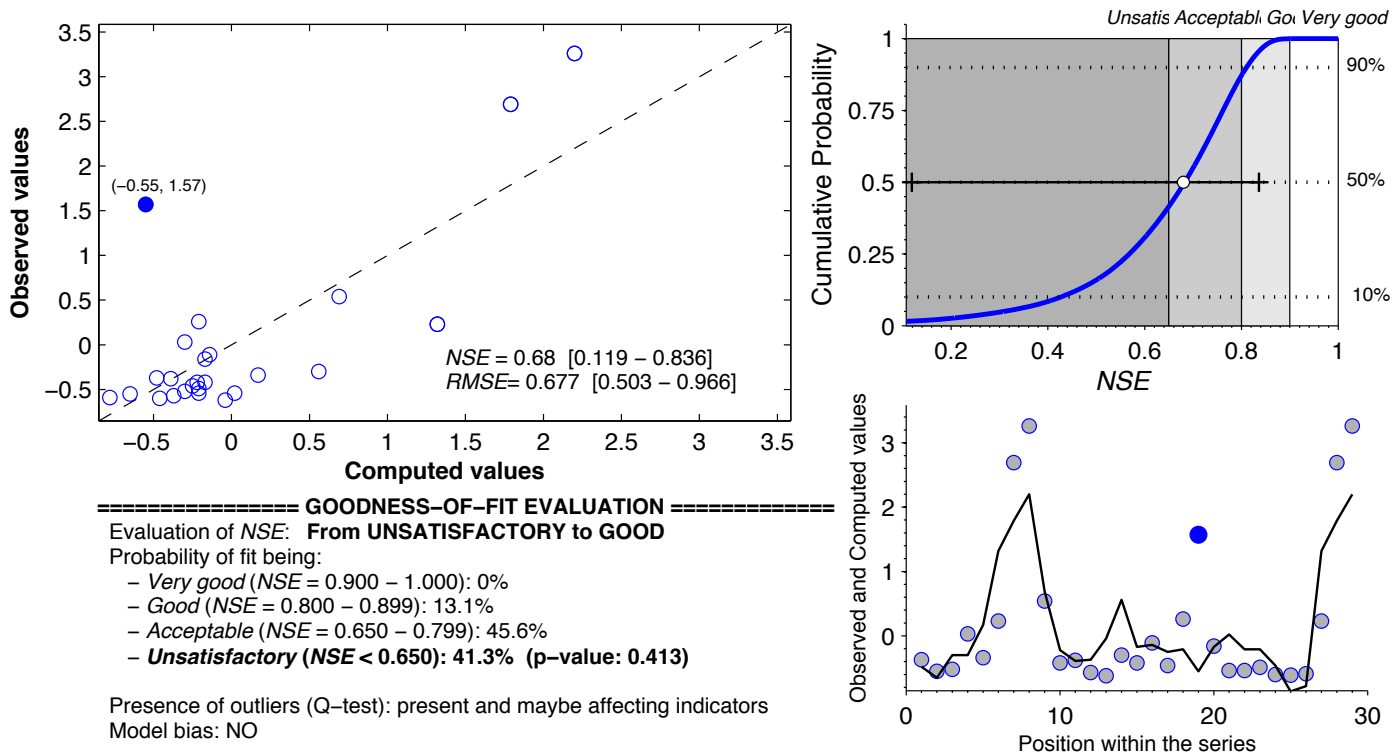 3.5
3
2.5
2
1.5
1
0.5
0
−0.5
−0.5
0
0.5
1
1.5
2
2.5
3
3.5
Observed values
Computed values
(−0.55, 1.57)
NSE = 0.68 [0.119 − 0.836]
RMSE= 0.677 [0.503 − 0.966]
Unsatis Acceptabl Go Very good
1
0.75
0.5
0.25
0
90%
50%
10%
0.2
0.4
0.6
0.8
1
Cumulative Probability
NSE
================ GOODNESS−OF−FIT EVALUATION =============
Evaluation of NSE: From UNSATISFACTORY to GOOD
Probability of fit being:
− Very good (NSE = 0.900 − 1.000): 0%
− Good (NSE = 0.800 − 0.899): 13.1%
− Acceptable (NSE = 0.650 − 0.799): 45.6%
− Unsatisfactory (NSE < 0.650): 41.3% (p−value: 0.413)
Presence of outliers (Q−test): present and maybe affecting indicators
Model bias: NO
Observed and Computed values
3
2
1
0
0
10
20
30
Position within the series